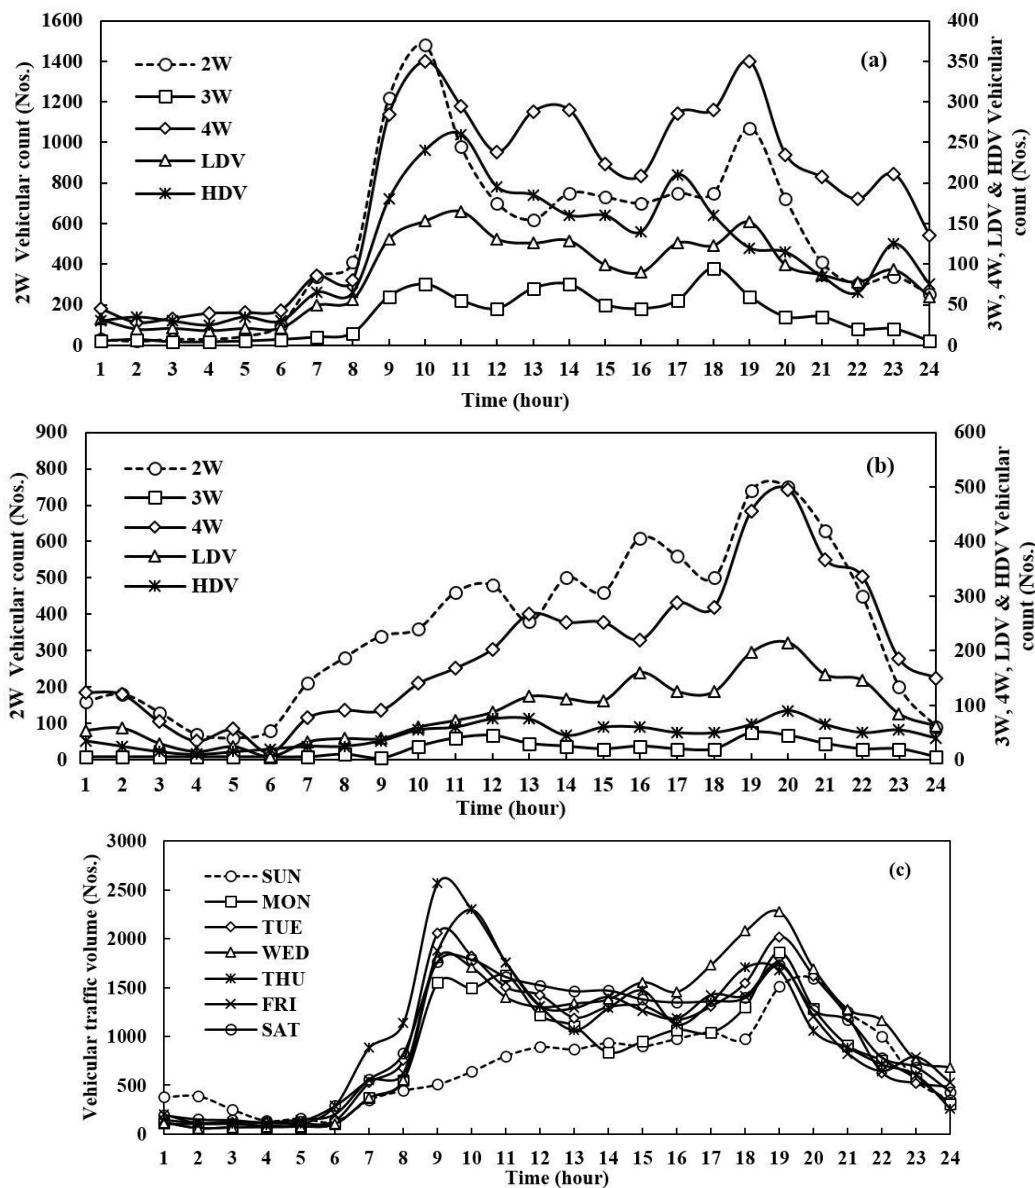 1600
1400
1200
1000
800
600
400
200
0
2W Vehicular count (Nos.)
2W
3W
4W
LDV
HDV
(a)
400
350
300
250
200
150
100
50
0
3W, 4W, LDV & HDV Vehicular
count (Nos.)
1 2 3 4 5 6 7 8 9 10 11 12 13 14 15 16 17 18 19 20 21 22 23 24
Time (hour)
900
800
700
600
500
400
300
200
100
0
2W Vehicular count (Nos.)
2W
3W
4W
LDV
HDV
(b)
600
500
400
300
200
100
0
3W, 4W, LDV & HDV Vehicular
count (Nos.)
1 2 3 4 5 6 7 8 9 10 11 12 13 14 15 16 17 18 19 20 21 22 23 24
Time (hour)
3000
2500
2000
1500
1000
500
0
Vehicular traffic volume (Nos.)
SUN
MON
TUE
WED
THU
FRI
SAT
(c)
1 2 3 4 5 6 7 8 9 10 11 12 13 14 15 16 17 18 19 20 21 22 23 24
Time (hour)